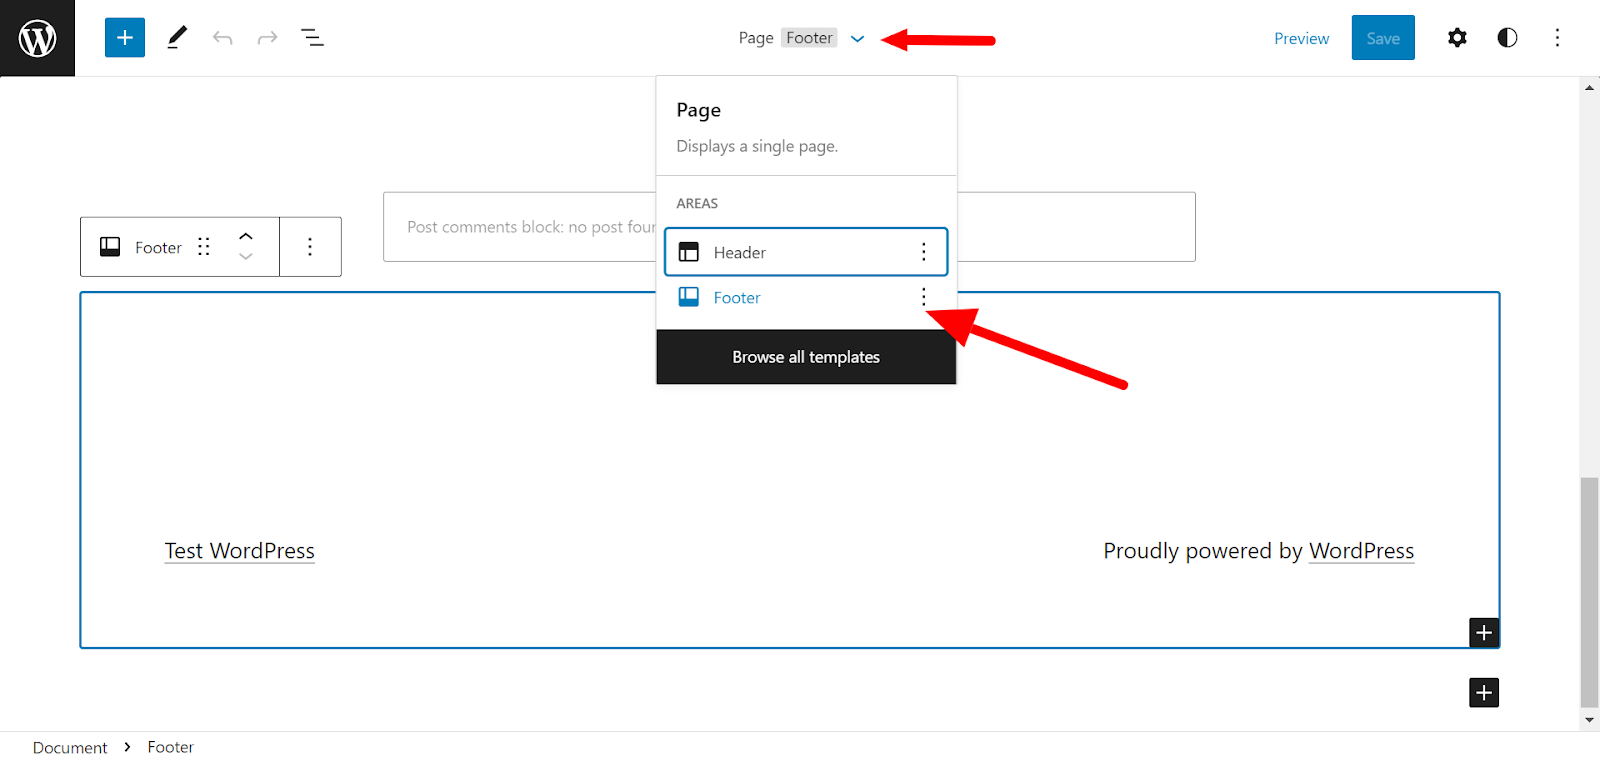 Page Footer
Preview
Save
Page
Displays a single page.
AREAS
Header
Footer
Browse all templates
Post comments block: no post four
Footer
Test WordPress
Proudly powered by WordPress
Document > Footer